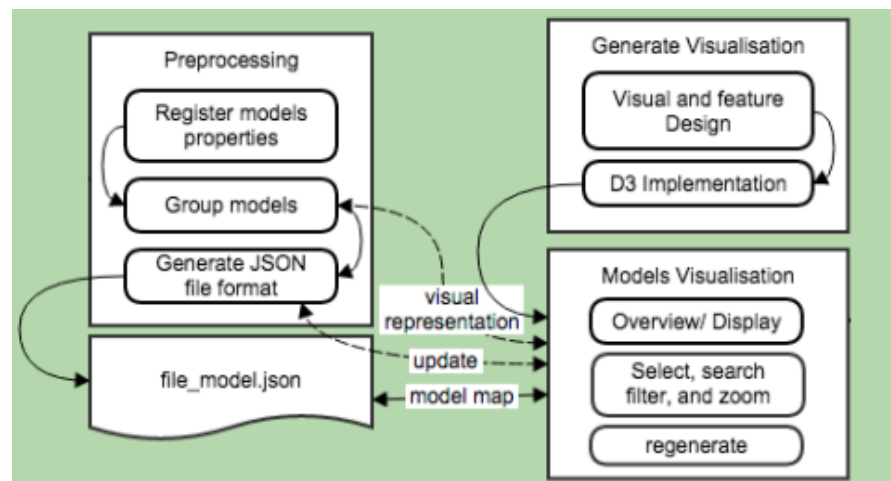 Preprocessing
Register models
properties
Group models
Generate JSON
file format
file_model.json
visual
representation
update
model map
Generate Visualisation
Visual and feature
Design
D3 Implementation
Models Visualisation
Overview/ Display
Select, search
filter, and zoom
regenerate